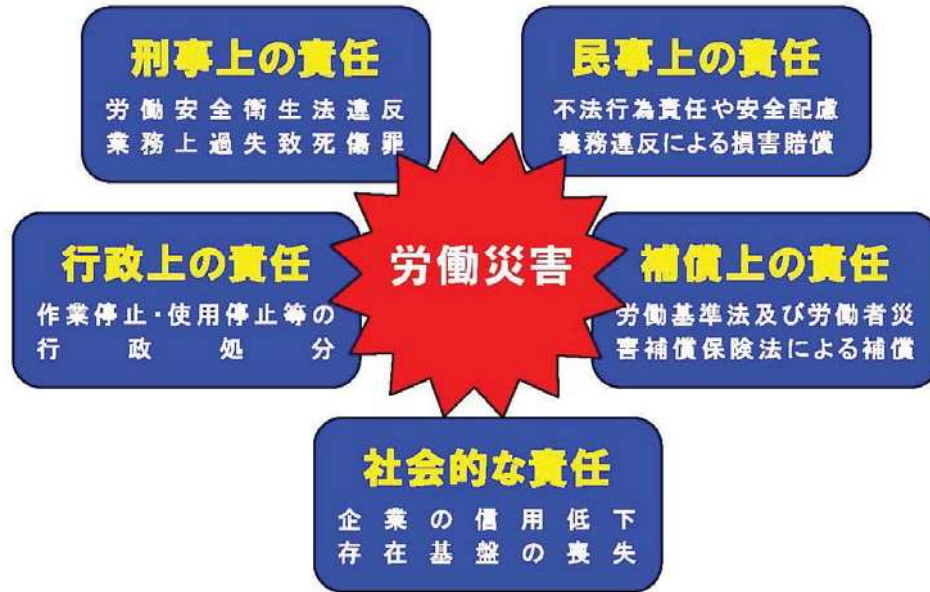 刑事上の責任
労働安全衛生法違反
業務上過失致死傷罪
民事上の責任
不法行為責任や安全配慮
義務違反による損害賠償
行政上の責任
作業停止・使用停止等の
行政処分
労働災害
補償上の責任
労働基準法及び労働者災
害補償保険法による補償
社会的な責任
企業の信用低下
存在基盤の喪失